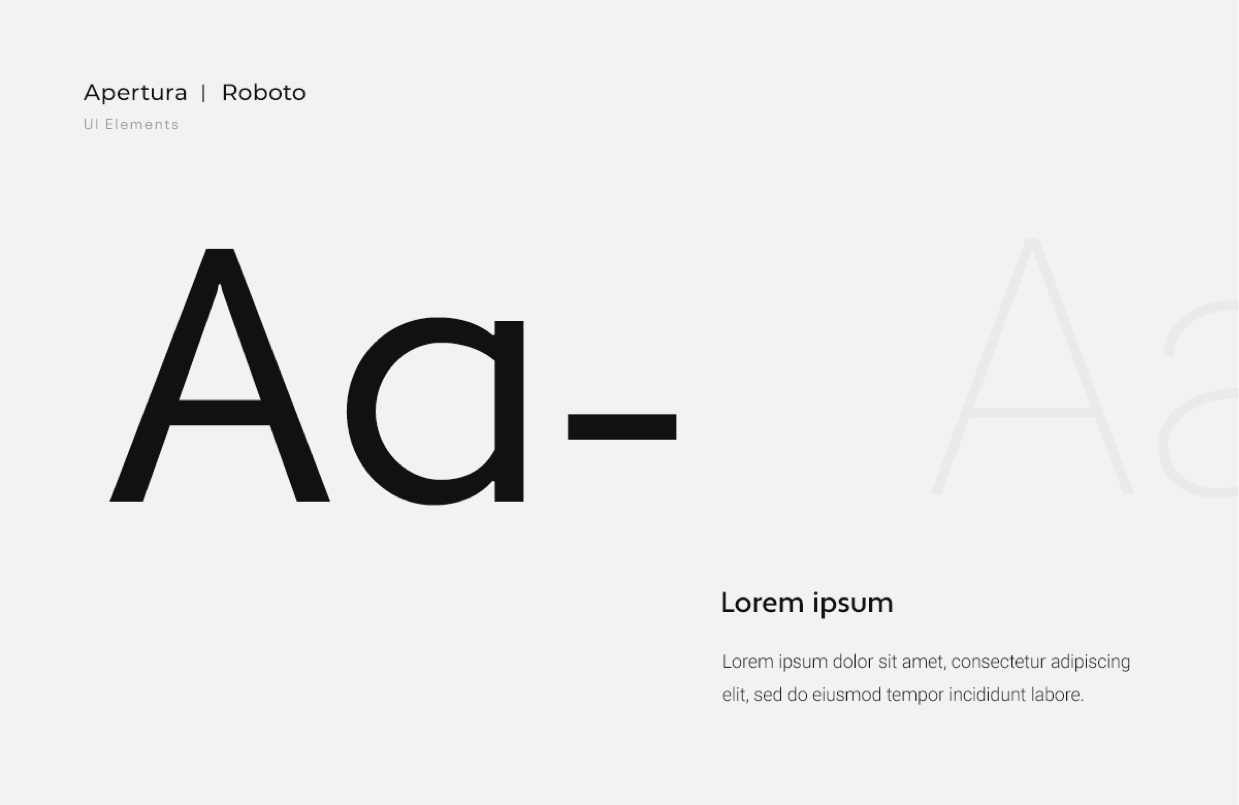 Apertura | Roboto
UI Elements
Aa-
Aa
Lorem ipsum
Lorem ipsum dolor sit amet, consectetur adipiscing
elit, sed do eiusmod tempor incididunt labore.